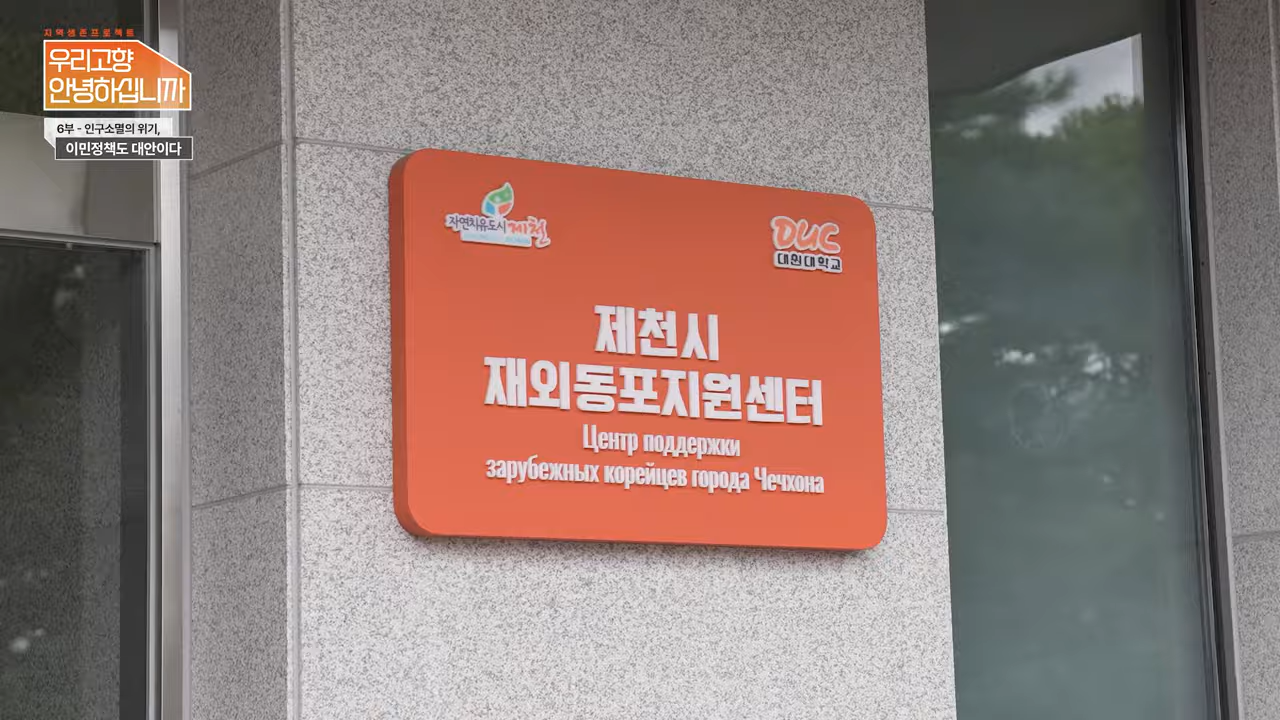 지역생존프로젝트
우리고향
안녕하십니까
6부 - 인구소멸의 위기,
이민정책도 대안이다
자연치유도시 제천
DUC
대원대학교
제천시
재외동포지원센터
Центр поддержки
зарубежных корейцев города Чечхона